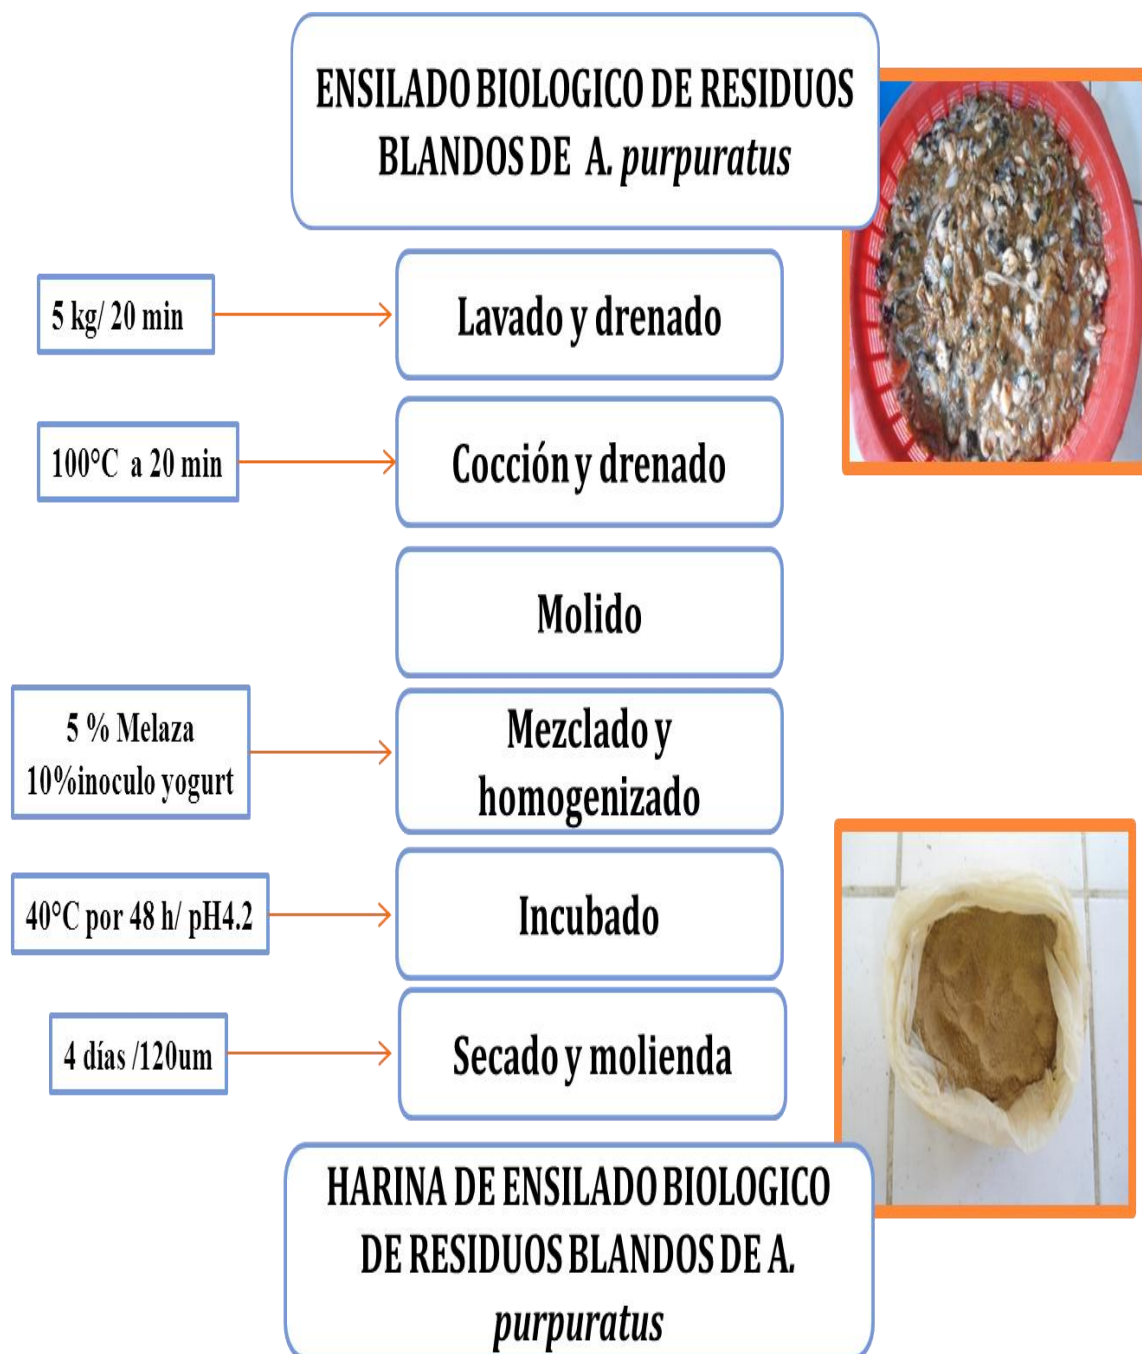 ENSILADO BIOLOGICO DE RESIDUOS
BLANDOS DE A. purpuratus
5 kg/ 20 min
Lavado y drenado
100°C a 20 min
Cocción y drenado
Molido
5 % Melaza
10%inoculo yogurt
Mezclado y
homogenizado
40°C por 48 h/ pH4.2
Incubado
4 días /120um
Secado y molienda
HARINA DE ENSILADO BIOLOGICO
DE RESIDUOS BLANDOS DE A.
purpuratus